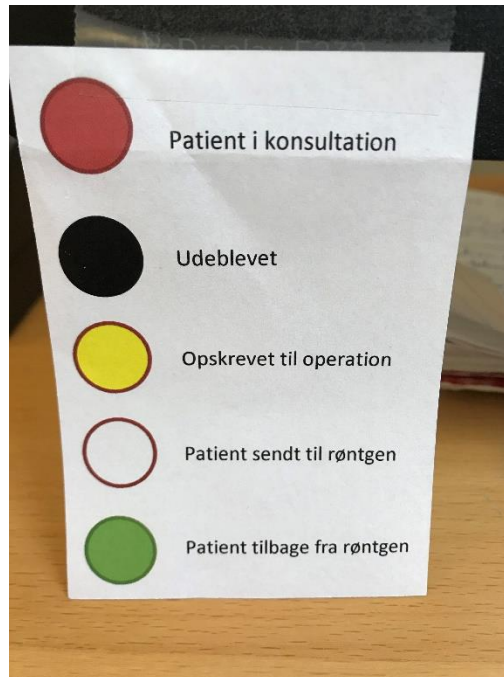 Patient i konsultation
Udeblevet
Opskrevet til operation
Patient sendt til røntgen
Patient tilbage fra røntgen